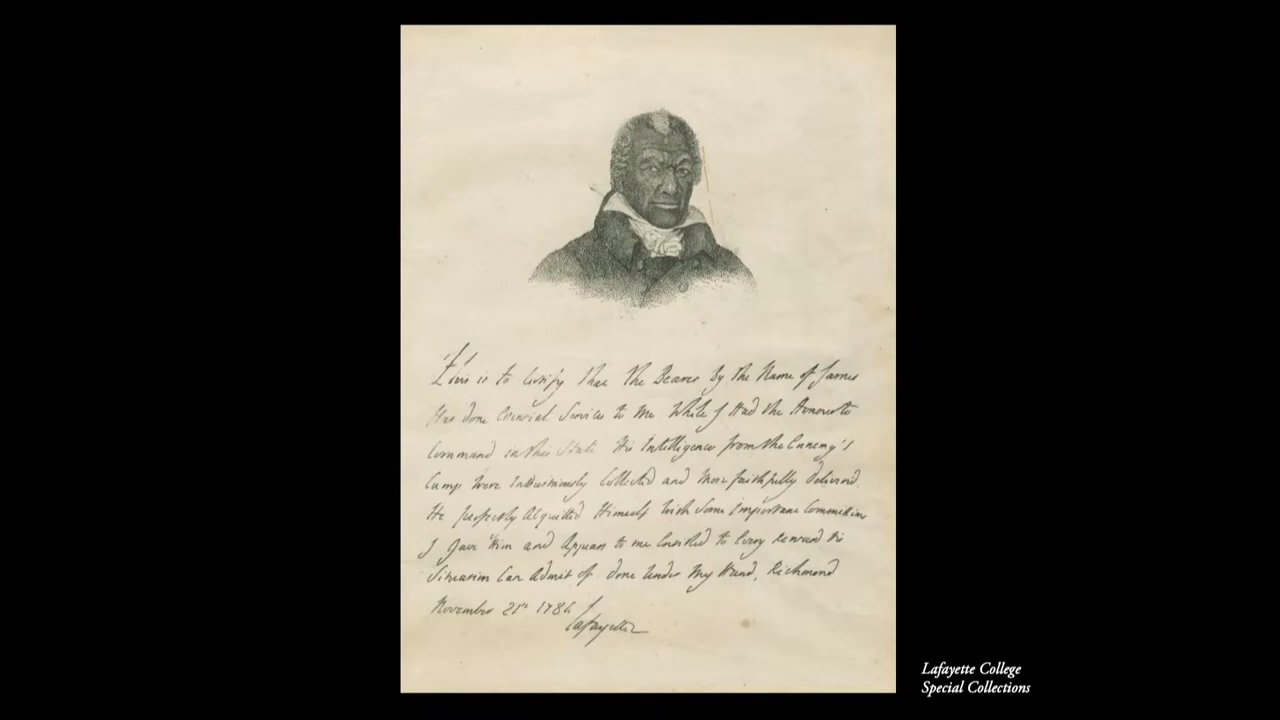 This is to Certify that the Bearer By the Name of James
Has done Essential Services to Me While I Had the Honour to
Command in this State. His Intelligences from the Ennemy's
Camp Were Industriously Collected and More faithfully deliverd.
He perfectly Acquitted Himself With Some important Commissions
I Gave Him and Appears to me Entitled to Every Reward his
Situation Can Admit of. done Under My Hand, Richmond
November 21st 1784
Lafayette
Lafayette College
Special Collections